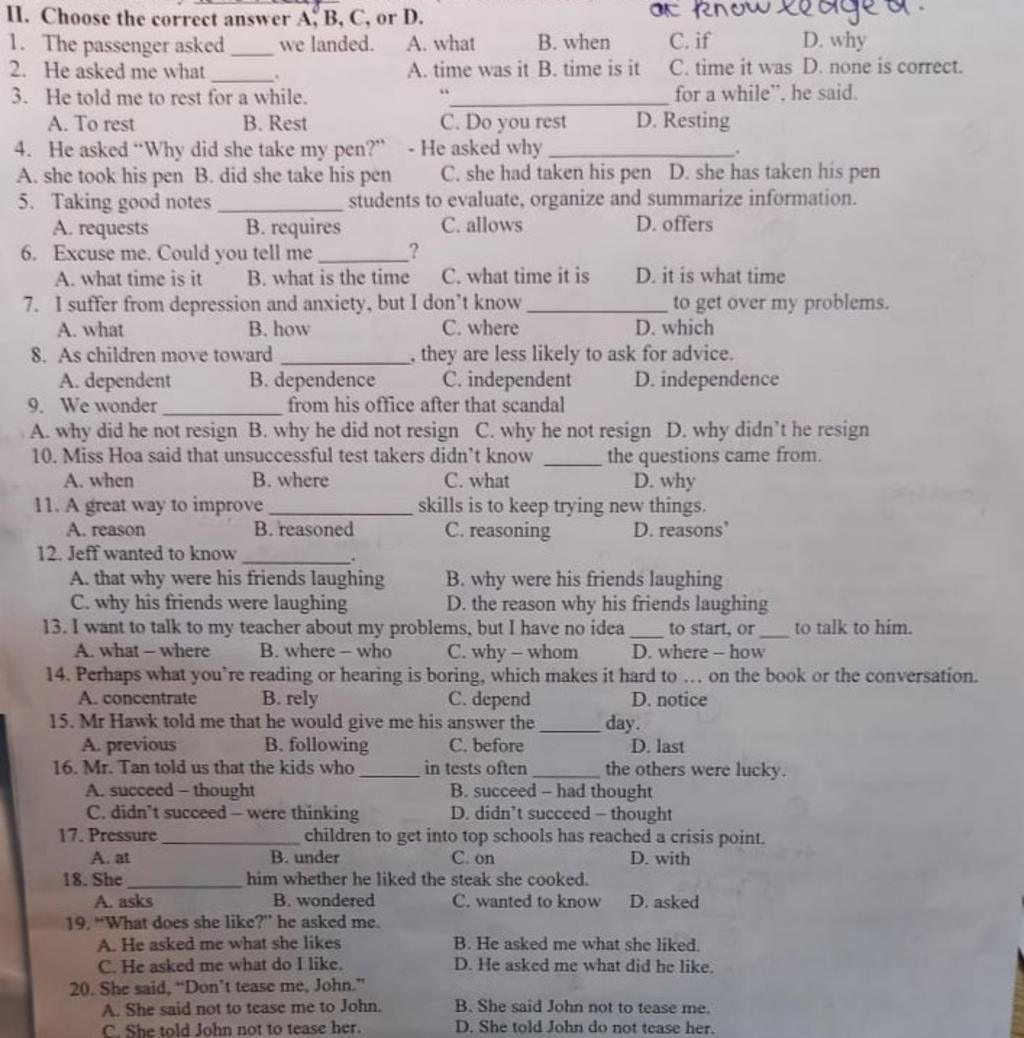 acknowledged.
II. Choose the correct answer A, B, C, or D.
1. The passenger asked ____ we landed. A. what B. when C. if D. why
2. He asked me what ______. A. time was it B. time is it C. time it was D. none is correct.
3. He told me to rest for a while. “____________________ for a while”, he said.
A. To rest B. Rest C. Do you rest D. Resting
4. He asked “Why did she take my pen?” - He asked why _________________.
A. she took his pen B. did she take his pen C. she had taken his pen D. she has taken his pen
5. Taking good notes ____________ students to evaluate, organize and summarize information.
A. requests B. requires C. allows D. offers
6. Excuse me. Could you tell me _________?
A. what time is it B. what is the time C. what time it is D. it is what time
7. I suffer from depression and anxiety, but I don’t know ______________ to get over my problems.
A. what B. how C. where D. which
8. As children move toward _____________, they are less likely to ask for advice.
A. dependent B. dependence C. independent D. independence
9. We wonder ____________ from his office after that scandal
A. why did he not resign B. why he did not resign C. why he not resign D. why didn’t he resign
10. Miss Hoa said that unsuccessful test takers didn’t know ______ the questions came from.
A. when B. where C. what D. why
11. A great way to improve ______________ skills is to keep trying new things.
A. reason B. reasoned C. reasoning D. reasons’
12. Jeff wanted to know ___________.
A. that why were his friends laughing B. why were his friends laughing
C. why his friends were laughing D. the reason why his friends laughing
13. I want to talk to my teacher about my problems, but I have no idea ___ to start, or ___ to talk to him.
A. what – where B. where – who C. why – whom D. where – how
14. Perhaps what you’re reading or hearing is boring, which makes it hard to … on the book or the conversation.
A. concentrate B. rely C. depend D. notice
15. Mr Hawk told me that he would give me his answer the ______ day.
A. previous B. following C. before D. last
16. Mr. Tan told us that the kids who ______ in tests often _______ the others were lucky.
A. succeed – thought B. succeed – had thought
C. didn’t succeed – were thinking D. didn’t succeed – thought
17. Pressure ______________ children to get into top schools has reached a crisis point.
A. at B. under C. on D. with
18. She ____________ him whether he liked the steak she cooked.
A. asks B. wondered C. wanted to know D. asked
19. “What does she like?” he asked me.
A. He asked me what she likes B. He asked me what she liked.
C. He asked me what do I like. D. He asked me what did he like.
20. She said, “Don’t tease me, John.”
A. She said not to tease me to John. B. She said John not to tease me.
C. She told John not to tease her. D. She told John do not tease her.